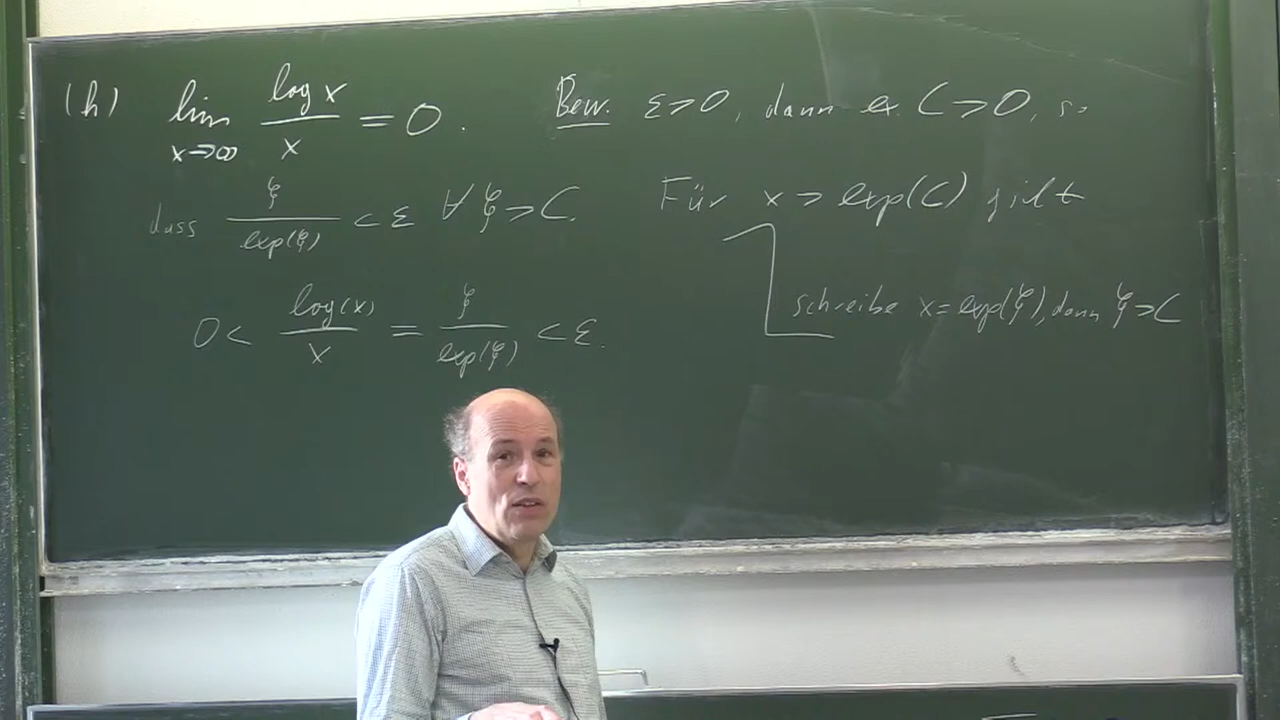 (h) lim_{x→∞} log x / x = 0. Bew. ε>0, dann ex. C>0, so
dass ξ/exp(ξ) < ε ∀ ξ>C. Für x > exp(C) gilt
schreibe x=exp(ξ), dann ξ>C
0 < log(x)/x = ξ/exp(ξ) < ε.